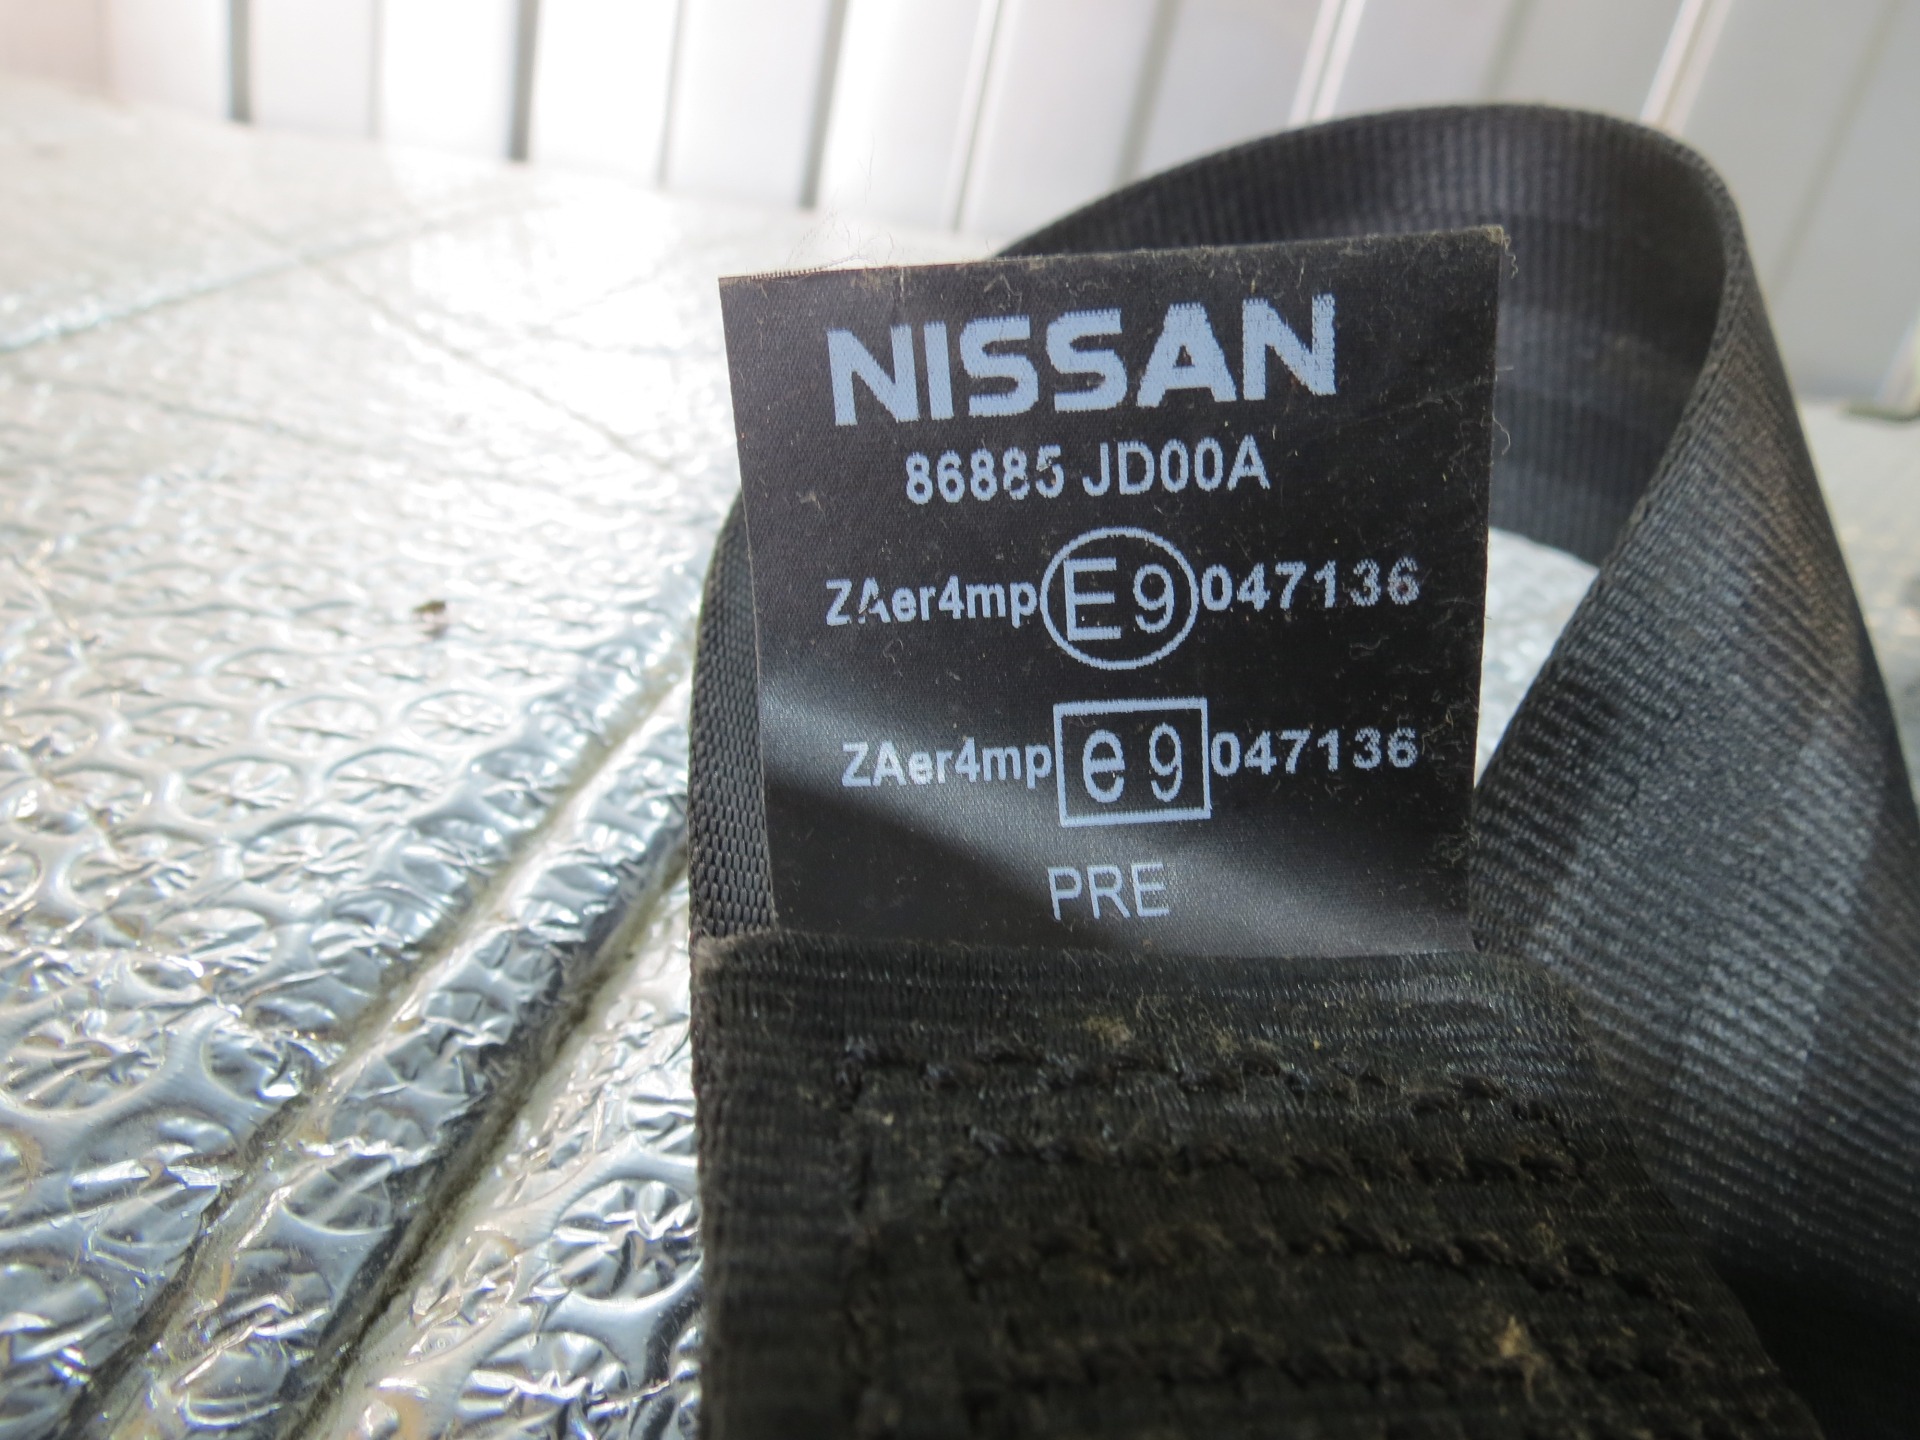 NISSAN
86885 JD00A
ZAer4mp E9 047136
ZAer4mp e9 047136
PRE